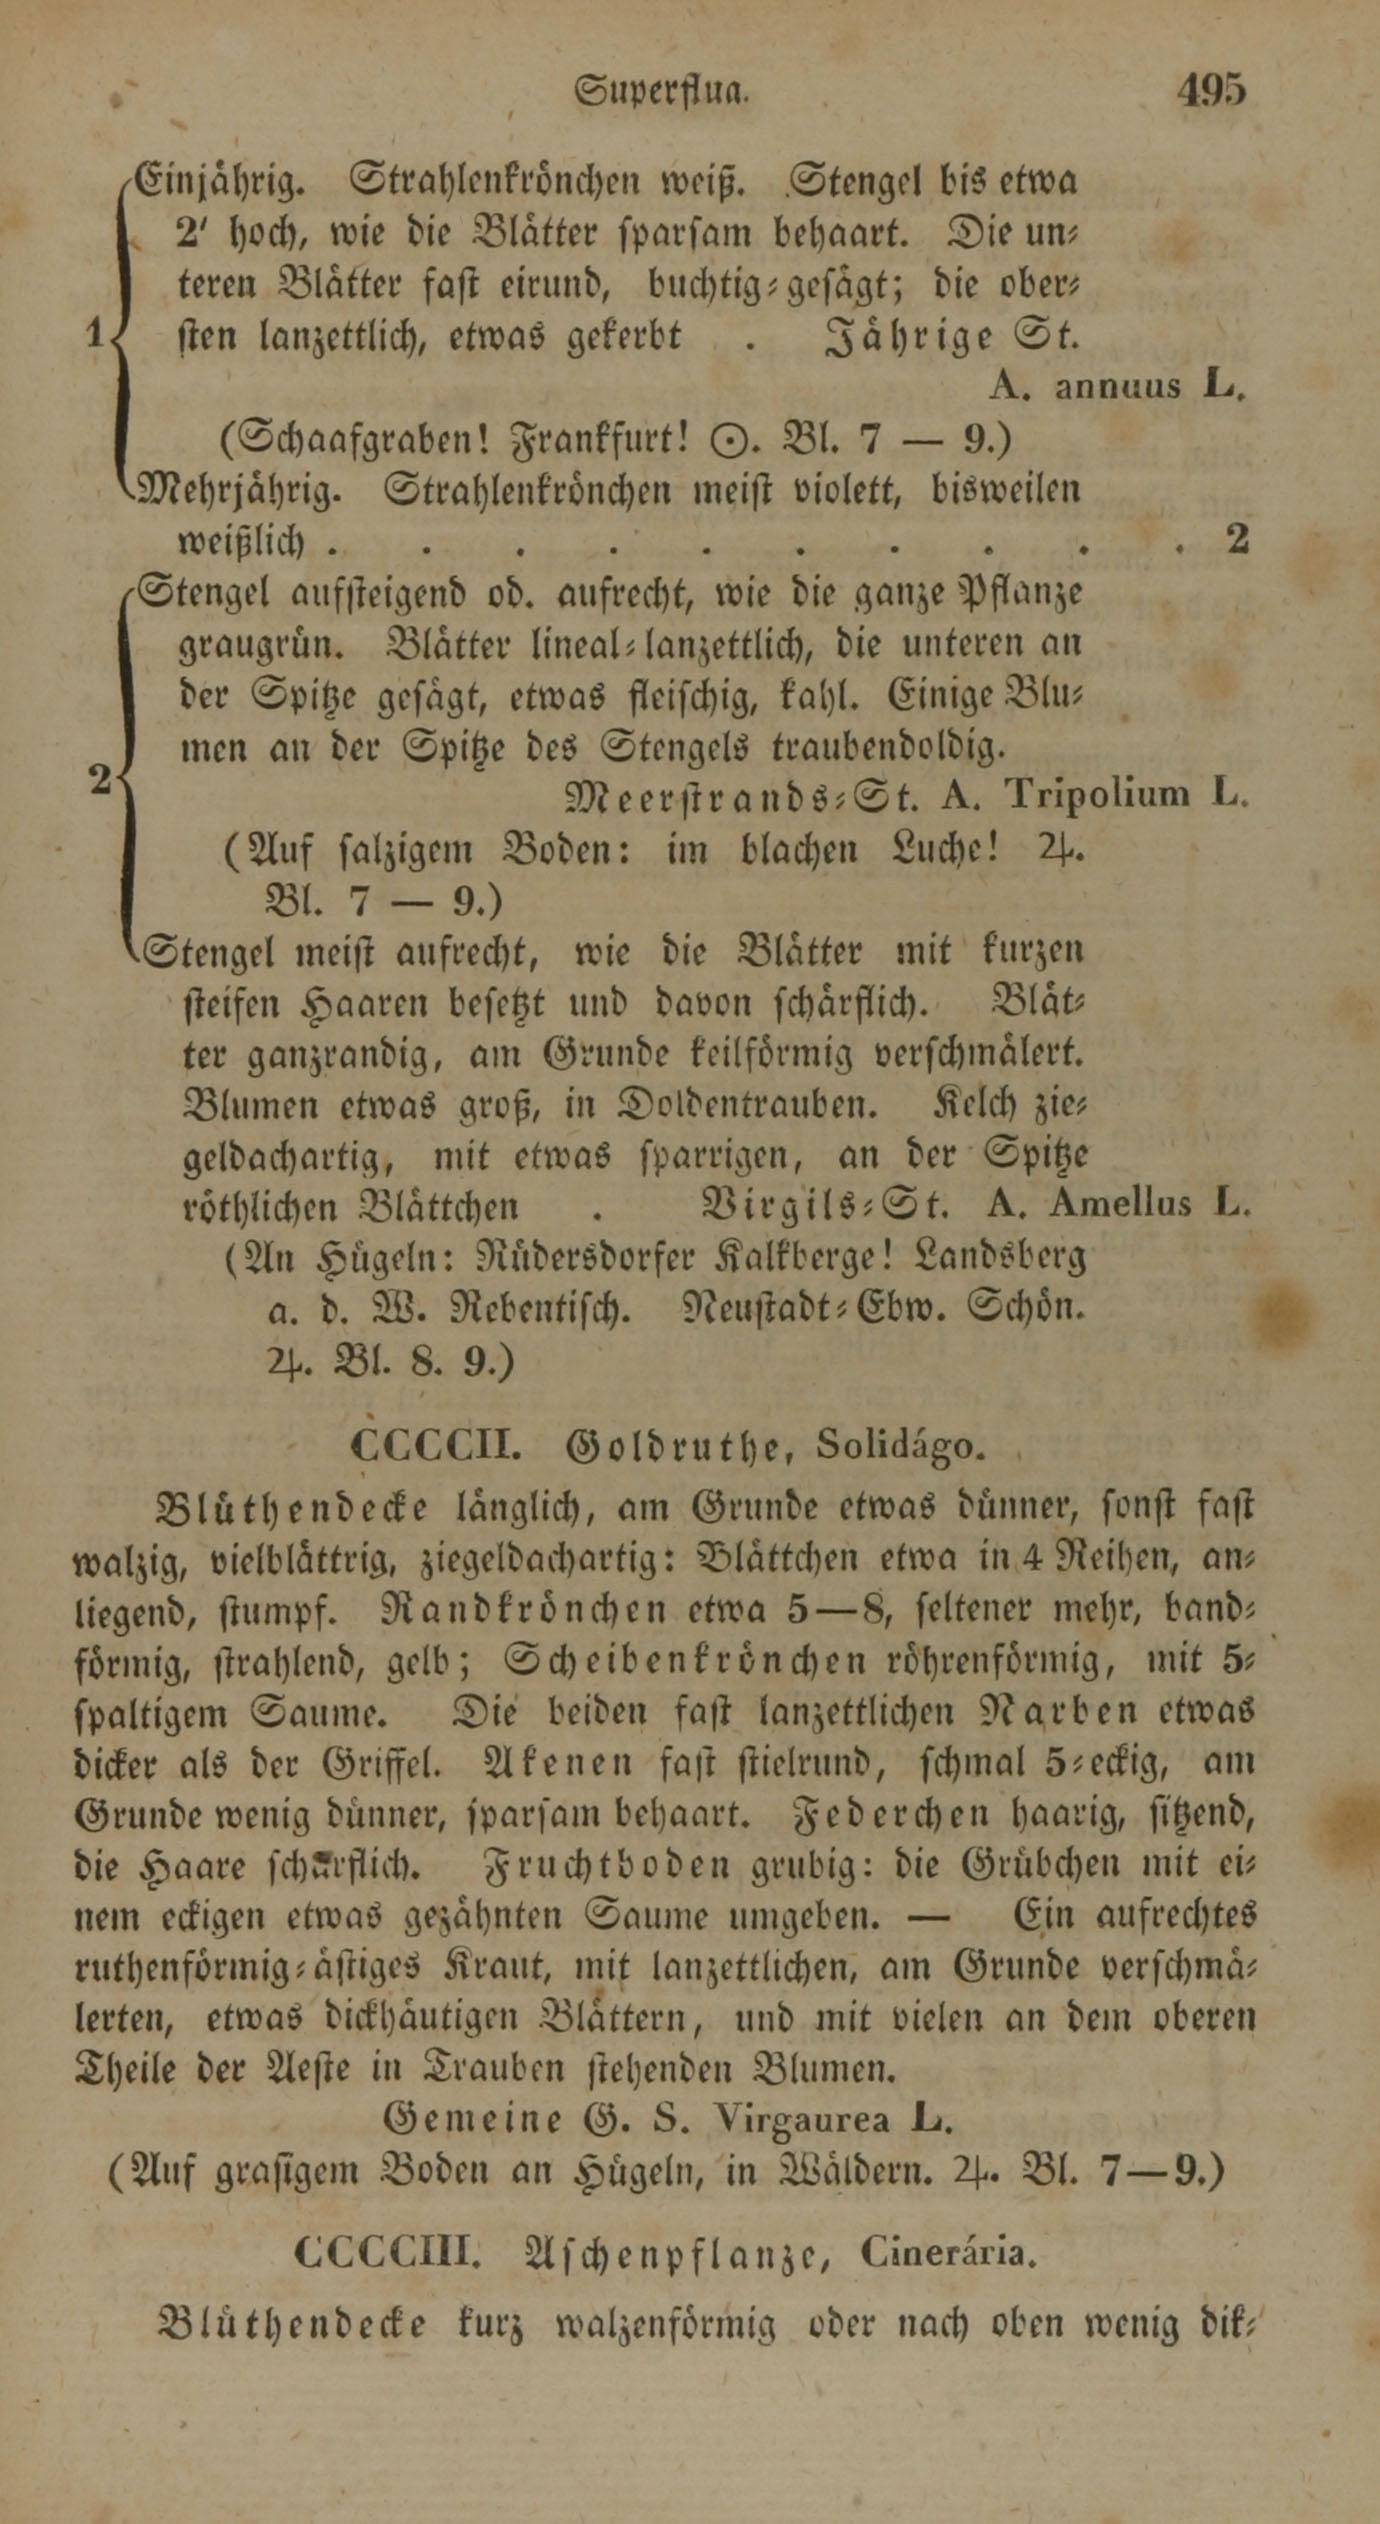 Superflua. 495
Einjährig. Strahlenkrönchen weiß. Stengel bis etwa
2' hoch, wie die Blätter sparsam behaart. Die un-
teren Blätter fast eirund, buchtig-gesägt; die ober-
1 sten lanzettlich, etwas gekerbt . Jährige St.
A. annuus L.
(Schaafgraben! Frankfurt! ☉. Bl. 7 — 9.)
Mehrjährig. Strahlenkrönchen meist violett, bisweilen
weißlich . . . . . . . . . . 2
Stengel aufsteigend od. aufrecht, wie die ganze Pflanze
graugrün. Blätter lineal-lanzettlich, die unteren an
der Spitze gesägt, etwas fleischig, kahl. Einige Blu-
men an der Spitze des Stengels traubendoldig.
2 Meerstrands-St. A. Tripolium L.
(Auf salzigem Boden: im blachen Luche! ♃.
Bl. 7 — 9.)
Stengel meist aufrecht, wie die Blätter mit kurzen
steifen Haaren besetzt und davon schärflich. Blät-
ter ganzrandig, am Grunde keilförmig verschmälert.
Blumen etwas groß, in Doldentrauben. Kelch zie-
geldachartig, mit etwas sparrigen, an der Spitze
röthlichen Blättchen . Virgils-St. A. Amellus L.
(An Hügeln: Rüdersdorfer Kalkberge! Landsberg
a. d. W. Rebentisch. Neustadt-Ebw. Schön.
♃. Bl. 8. 9.)
CCCCII. Goldruthe, Solidágo.
Blüthendecke länglich, am Grunde etwas dünner, sonst fast
walzig, vielblättrig, ziegeldachartig: Blättchen etwa in 4 Reihen, an-
liegend, stumpf. Randkrönchen etwa 5—8, seltener mehr, band-
förmig, strahlend, gelb; Scheibenkrönchen röhrenförmig, mit 5-
spaltigem Saume. Die beiden fast lanzettlichen Narben etwas
dicker als der Griffel. Akenen fast stielrund, schmal 5-eckig, am
Grunde wenig dünner, sparsam behaart. Federchen haarig, sitzend,
die Haare schärflich. Fruchtboden grubig: die Grübchen mit ei-
nem eckigen etwas gezähnten Saume umgeben. — Ein aufrechtes
ruthenförmig-ästiges Kraut, mit lanzettlichen, am Grunde verschmä-
lerten, etwas dickhäutigen Blättern, und mit vielen an dem oberen
Theile der Aeste in Trauben stehenden Blumen.
Gemeine G. S. Virgaurea L.
(Auf grasigem Boden an Hügeln, in Wäldern. ♃. Bl. 7—9.)
CCCCIII. Aschenpflanze, Cinerária.
Blüthendecke kurz walzenförmig oder nach oben wenig dik-